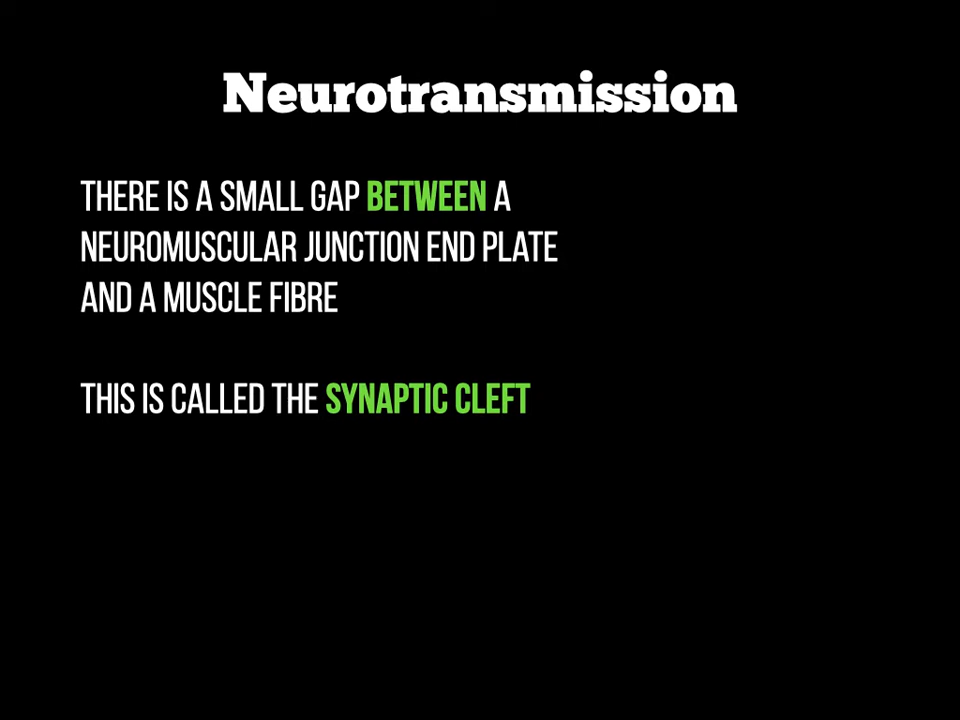 Neurotransmission
THERE IS A SMALL GAP BETWEEN A
NEUROMUSCULAR JUNCTION END PLATE
AND A MUSCLE FIBRE
THIS IS CALLED THE SYNAPTIC CLEFT